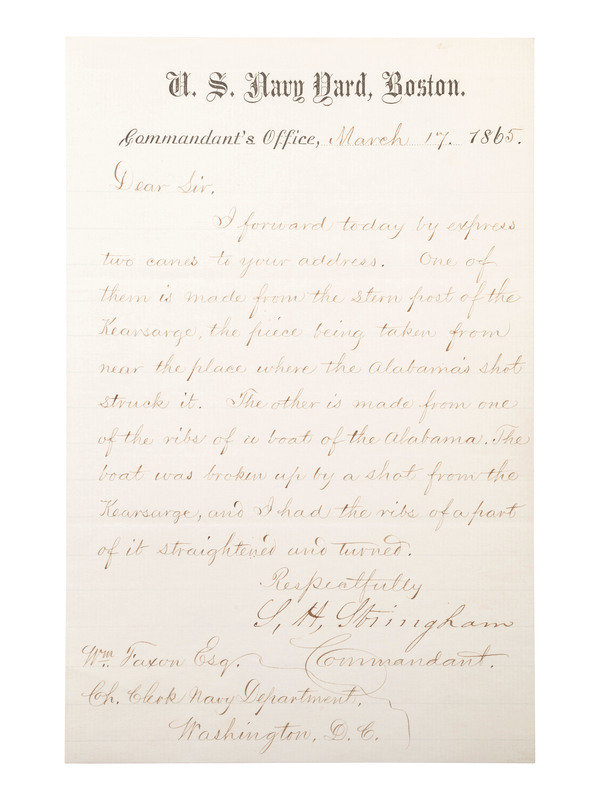 U. S. Navy Yard, Boston.
Commandant's Office, March 17. 1865.
Dear Sir,
I forward today by express
two canes to your address. One of
them is made from the stern post of the
Kearsarge, the piece being taken from
near the place where the Alabama's shot
struck it. The other is made from one
of the ribs of a boat of the Alabama. The
boat was broken up by a shot from the
Kearsarge, and I had the ribs of a part
of it straightened and turned.
Respectfully
S, H, Stringham
Wm. Faxon Esq. Commandant.
Ch. Clerk Navy Department,
Washington, D. C.